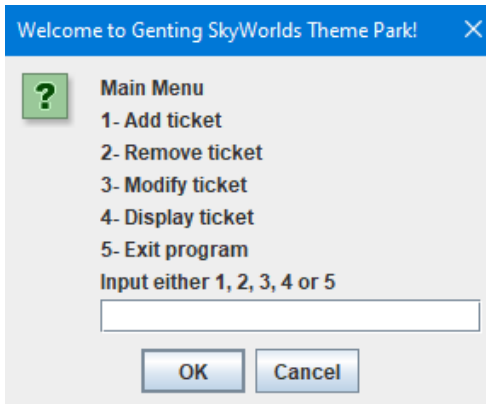 Welcome to Genting SkyWorlds Theme Park!
?
Main Menu
1- Add ticket
2- Remove ticket
3- Modify ticket
4- Display ticket
5- Exit program
Input either 1, 2, 3, 4 or 5
OK Cancel